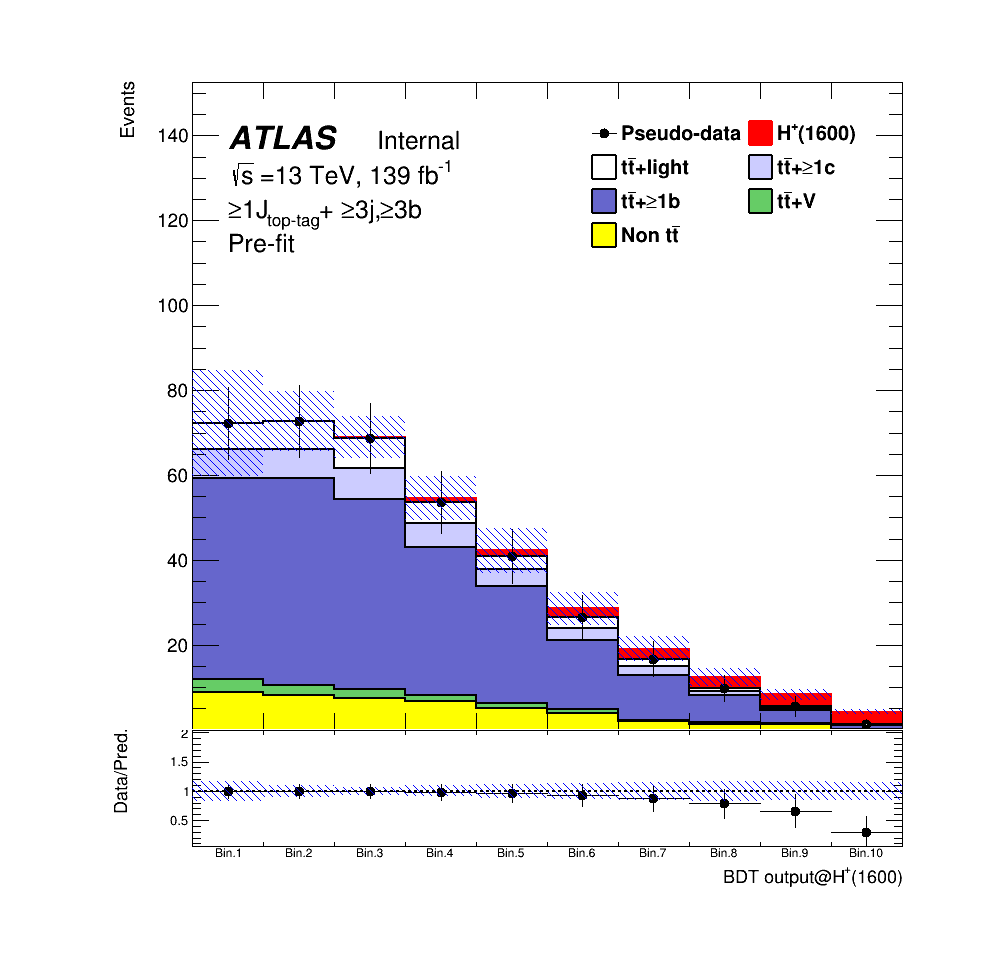 Events
ATLAS Internal
√s =13 TeV, 139 fb⁻¹
≥1J_top-tag+ ≥3j,≥3b
Pre-fit
Pseudo-data
H⁺(1600)
tt̄+light
tt̄+≥1c
tt̄+≥1b
tt̄+V
Non tt̄
140
120
100
80
60
40
20
Data/Pred.
2
1.5
1
0.5
Bin.1 Bin.2 Bin.3 Bin.4 Bin.5 Bin.6 Bin.7 Bin.8 Bin.9 Bin.10
BDT output@H⁺(1600)